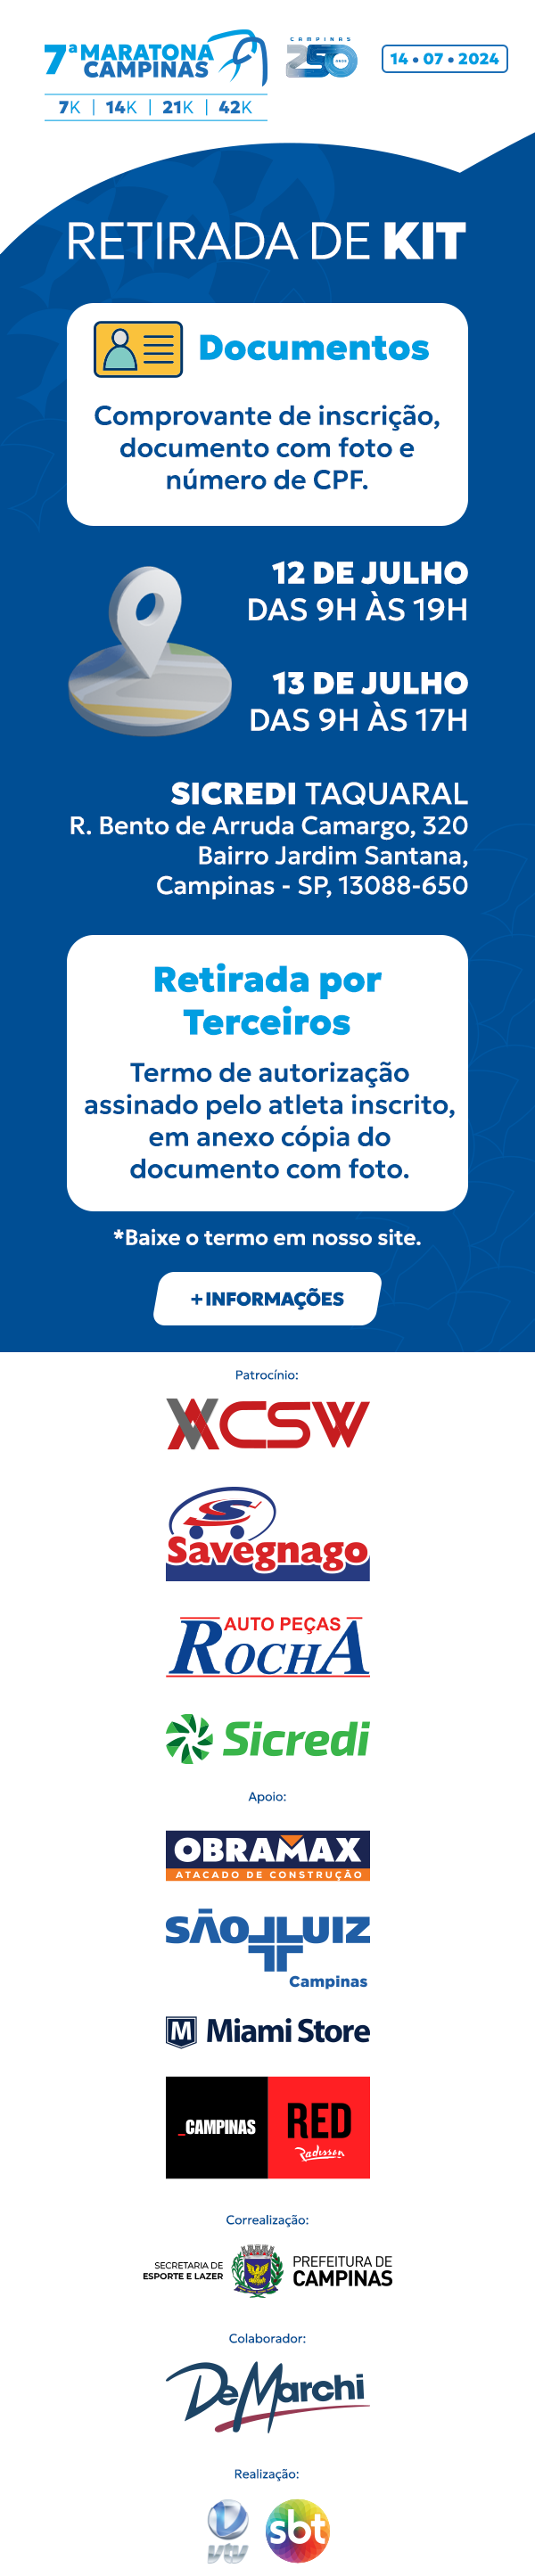 7ª MARATONA
CAMPINAS
7K | 14K | 21K | 42K
CAMPINAS
250
ANOS
14 • 07 • 2024
RETIRADA DE KIT
Documentos
Comprovante de inscrição,
documento com foto e
número de CPF.
12 DE JULHO
DAS 9H ÀS 19H
13 DE JULHO
DAS 9H ÀS 17H
SICREDI TAQUARAL
R. Bento de Arruda Camargo, 320
Bairro Jardim Santana,
Campinas - SP, 13088-650
Retirada por
Terceiros
Termo de autorização
assinado pelo atleta inscrito,
em anexo cópia do
documento com foto.
*Baixe o termo em nosso site.
+INFORMAÇÕES
Patrocínio:
CSW
Savegnago
AUTO PEÇAS
ROCHA
Sicredi
Apoio:
OBRAMAX
ATACADO DE CONSTRUÇÃO
SÃO LUIZ
Campinas
M Miami Store
_CAMPINAS
RED
Radisson
Correalização:
SECRETARIA DE
ESPORTE E LAZER
PREFEITURA DE
CAMPINAS
Colaborador:
DeMarchi
Realização:
vtv
sbt